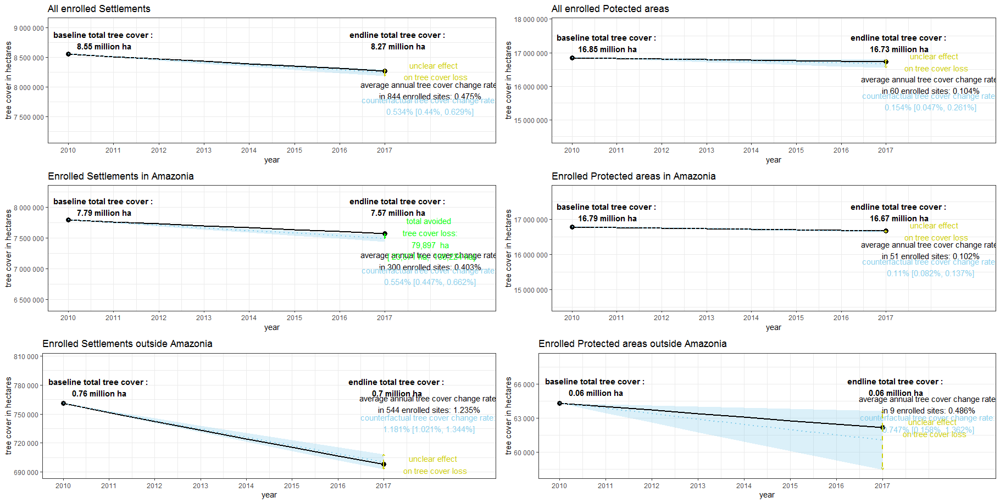 All enrolled Settlements
tree cover in hectares
9 000 000
8 500 000
8 000 000
7 500 000
baseline total tree cover :
8.55 million ha
endline total tree cover :
8.27 million ha
unclear effect
on tree cover loss
average annual tree cover change rate
in 844 enrolled sites: 0.475%
counterfactual tree cover change rate:
0.534% [0.44%, 0.629%]
2010 2011 2012 2013 2014 2015 2016 2017
year
All enrolled Potected areas
tree cover in hectares
18 000 000
17 000 000
16 000 000
15 000 000
baseline total tree cover :
16.85 million ha
endline total tree cover :
16.73 million ha
unclear effect
on tree cover loss
average annual tree cover change rate
in 60 enrolled sites: 0.104%
counterfactual tree cover change rate:
0.154% [0.047%, 0.261%]
2010 2011 2012 2013 2014 2015 2016 2017
year
Enrolled Settlements in Amazonia
tree cover in hectares
8 000 000
7 500 000
7 000 000
6 500 000
baseline total tree cover :
7.79 million ha
endline total tree cover :
7.57 million ha
total avoided
tree cover loss:
79,897 ha
average annual tree cover change rate
in 300 enrolled sites: 0.403%
counterfactual tree cover change rate:
0.554% [0.447%, 0.662%]
2010 2011 2012 2013 2014 2015 2016 2017
year
Enrolled Protected areas in Amazonia
tree cover in hectares
17 000 000
16 000 000
15 000 000
baseline total tree cover :
16.79 million ha
endline total tree cover :
16.67 million ha
unclear effect
on tree cover loss
average annual tree cover change rate
in 51 enrolled sites: 0.102%
counterfactual tree cover change rate:
0.11% [0.082%, 0.137%]
2010 2011 2012 2013 2014 2015 2016 2017
year
Enrolled Settlements outside Amazonia
tree cover in hectares
810 000
780 000
750 000
720 000
690 000
baseline total tree cover :
0.76 million ha
endline total tree cover :
0.7 million ha
average annual tree cover change rate
in 544 enrolled sites: 1.235%
counterfactual tree cover change rate:
1.181% [1.021%, 1.344%]
unclear effect
on tree cover loss
2010 2011 2012 2013 2014 2015 2016 2017
year
Enrolled Protected areas outside Amazonia
tree cover in hectares
66 000
63 000
60 000
baseline total tree cover :
0.06 million ha
endline total tree cover :
0.06 million ha
average annual tree cover change rate
in 9 enrolled sites: 0.486%
counterfactual tree cover change rate:
unclear effect
0.747% [0.158%, 1.362%]
on tree cover loss
2010 2011 2012 2013 2014 2015 2016 2017
year